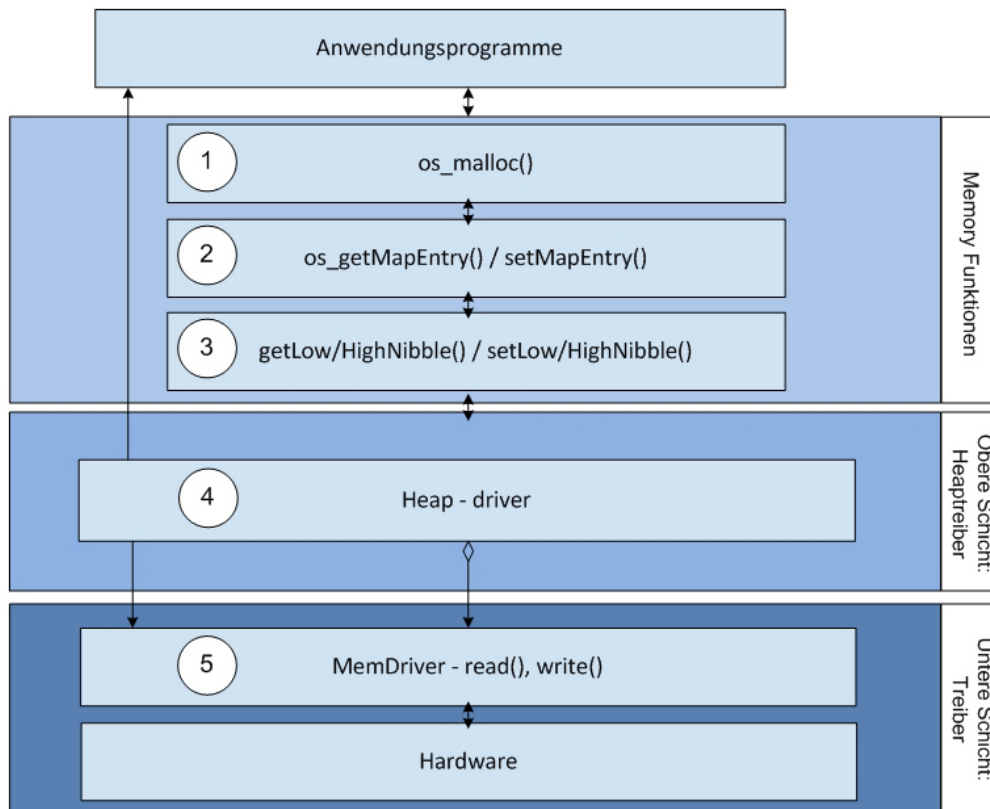 Anwendungsprogramme
1
os_malloc()
2
os_getMapEntry() / setMapEntry()
3
getLow/HighNibble() / setLow/HighNibble()
Memory Funktionen
4
Heap - driver
Obere Schicht:
Heaptreiber
5
MemDriver - read(), write()
Hardware
Untere Schicht:
Treiber